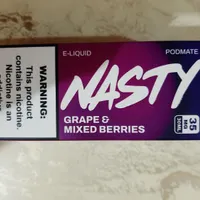 WARNING:
This product
contains nicotine.
Nicotine is an
E-LIQUID
PODMATE
NASTY
GRAPE &
MIXED BERRIES
35
MG